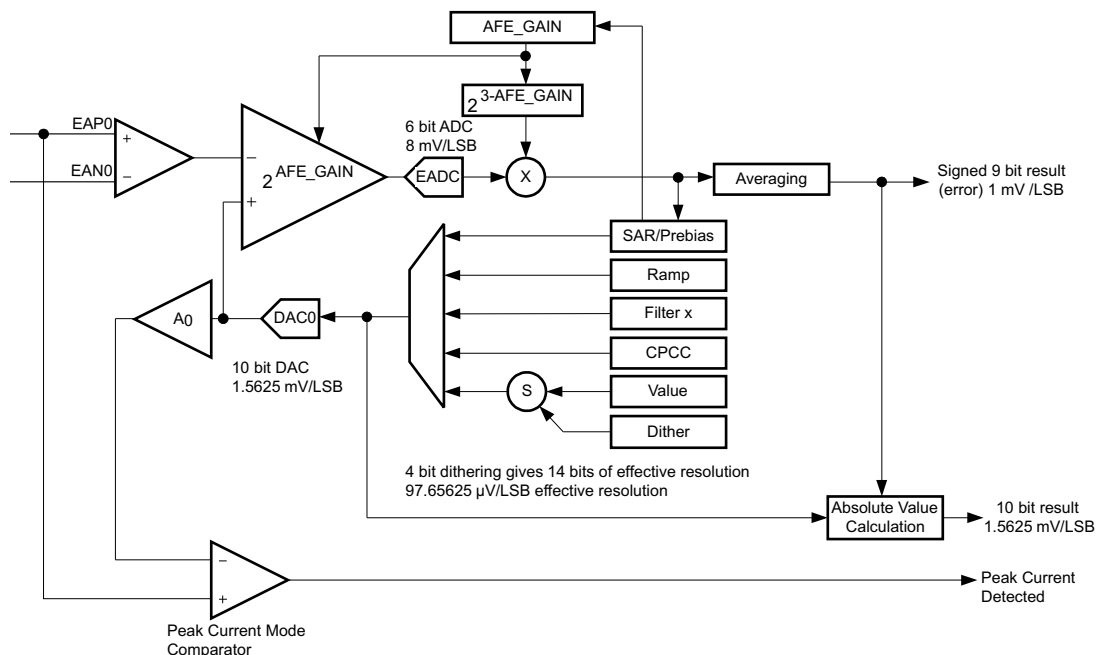 AFE_GAIN
2 3-AFE_GAIN
6 bit ADC
8 mV/LSB
EAP0
+
EAN0
−
−
2 AFE_GAIN
+
EADC
X
Averaging
Signed 9 bit result
(error) 1 mV /LSB
SAR/Prebias
Ramp
Filter x
CPCC
Value
Dither
S
A0
DAC0
10 bit DAC
1.5625 mV/LSB
4 bit dithering gives 14 bits of effective resolution
97.65625 μV/LSB effective resolution
Absolute Value
Calculation
10 bit result
1.5625 mV/LSB
−
+
Peak Current
Detected
Peak Current Mode
Comparator